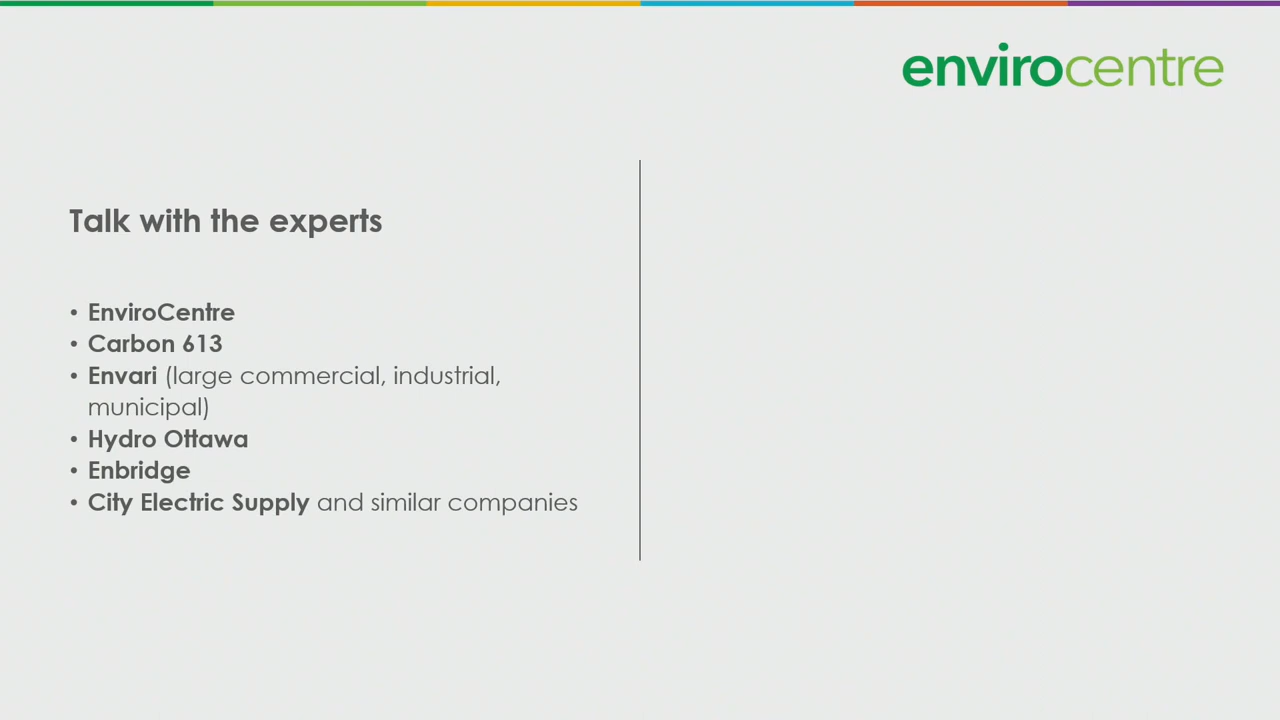 envirocentre
Talk with the experts
• EnviroCentre
• Carbon 613
• Envari (large commercial, industrial,
municipal)
• Hydro Ottawa
• Enbridge
• City Electric Supply and similar companies